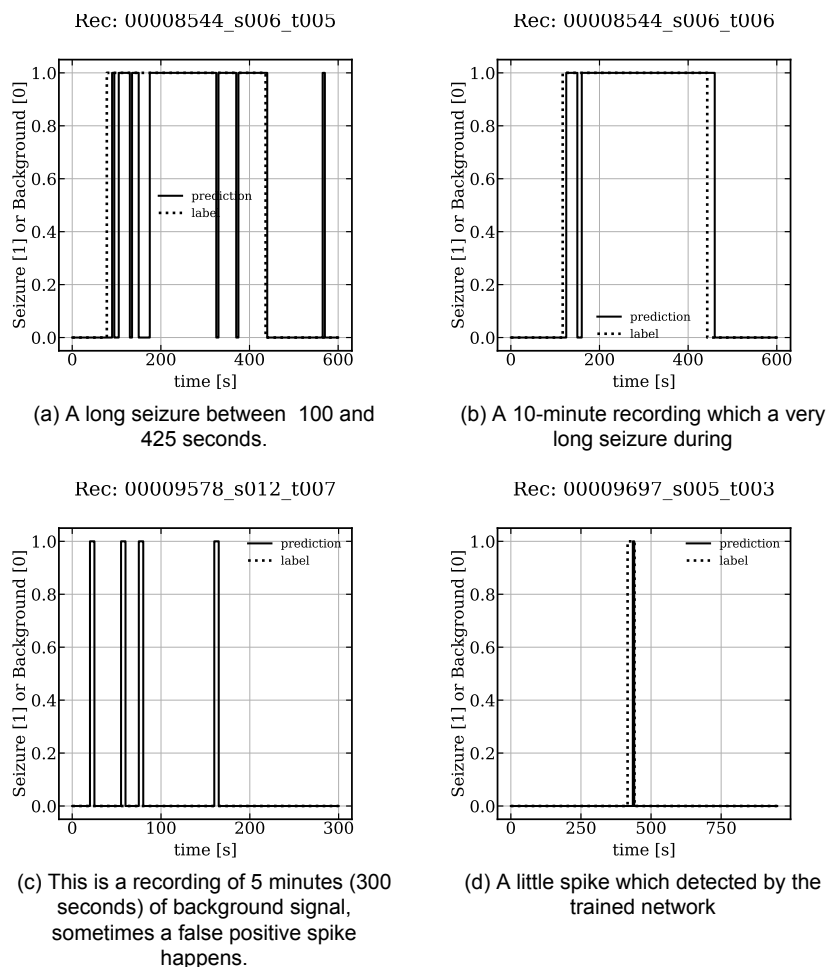 Rec: 00008544_s006_t005
Seizure [1] or Background [0]
1.0
0.8
0.6
0.4
0.2
0.0
prediction
label
0
200
400
600
time [s]
(a) A long seizure between 100 and
425 seconds.
Rec: 00008544_s006_t006
Seizure [1] or Background [0]
1.0
0.8
0.6
0.4
0.2
0.0
prediction
label
0
200
400
600
time [s]
(b) A 10-minute recording which a very
long seizure during
Rec: 00009578_s012_t007
Seizure [1] or Background [0]
1.0
0.8
0.6
0.4
0.2
0.0
prediction
label
0
100
200
300
time [s]
(c) This is a recording of 5 minutes (300
seconds) of background signal,
sometimes a false positive spike
happens.
Rec: 00009697_s005_t003
Seizure [1] or Background [0]
1.0
0.8
0.6
0.4
0.2
0.0
prediction
label
0
250
500
750
time [s]
(d) A little spike which detected by the
trained network